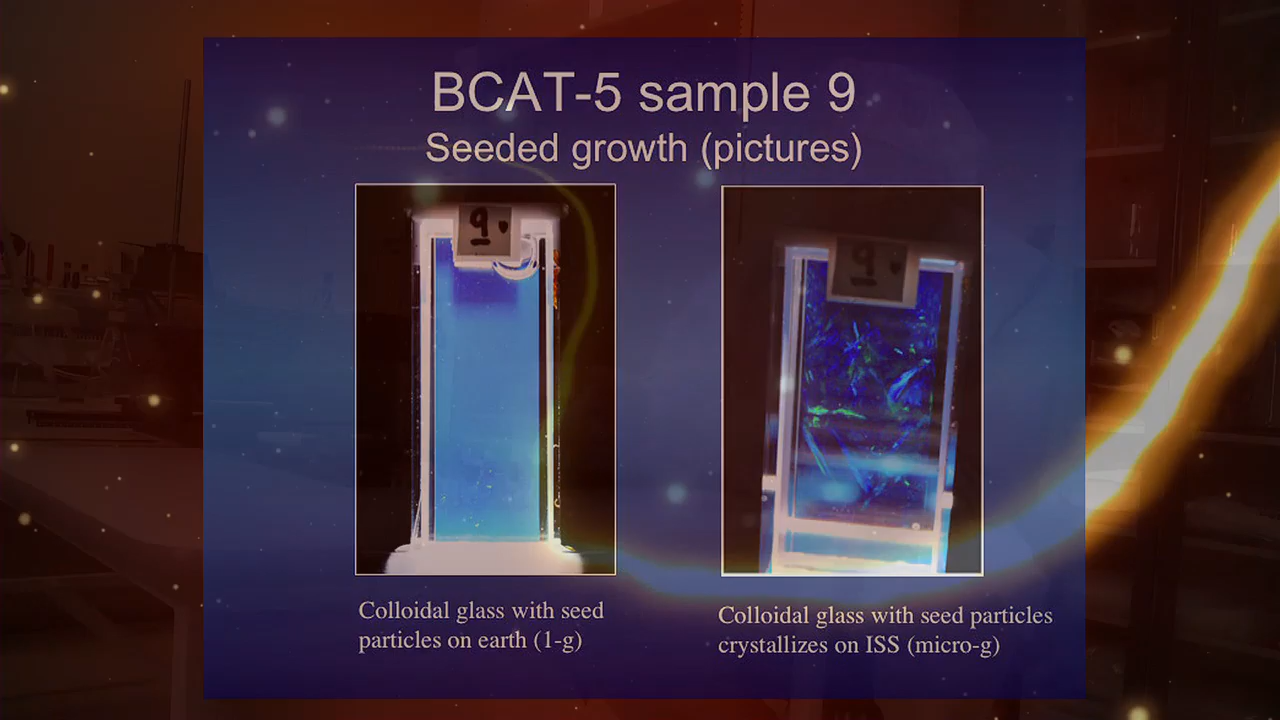 BCAT-5 sample 9
Seeded growth (pictures)
9
9
Colloidal glass with seed
particles on earth (1-g)
Colloidal glass with seed particles
crystallizes on ISS (micro-g)